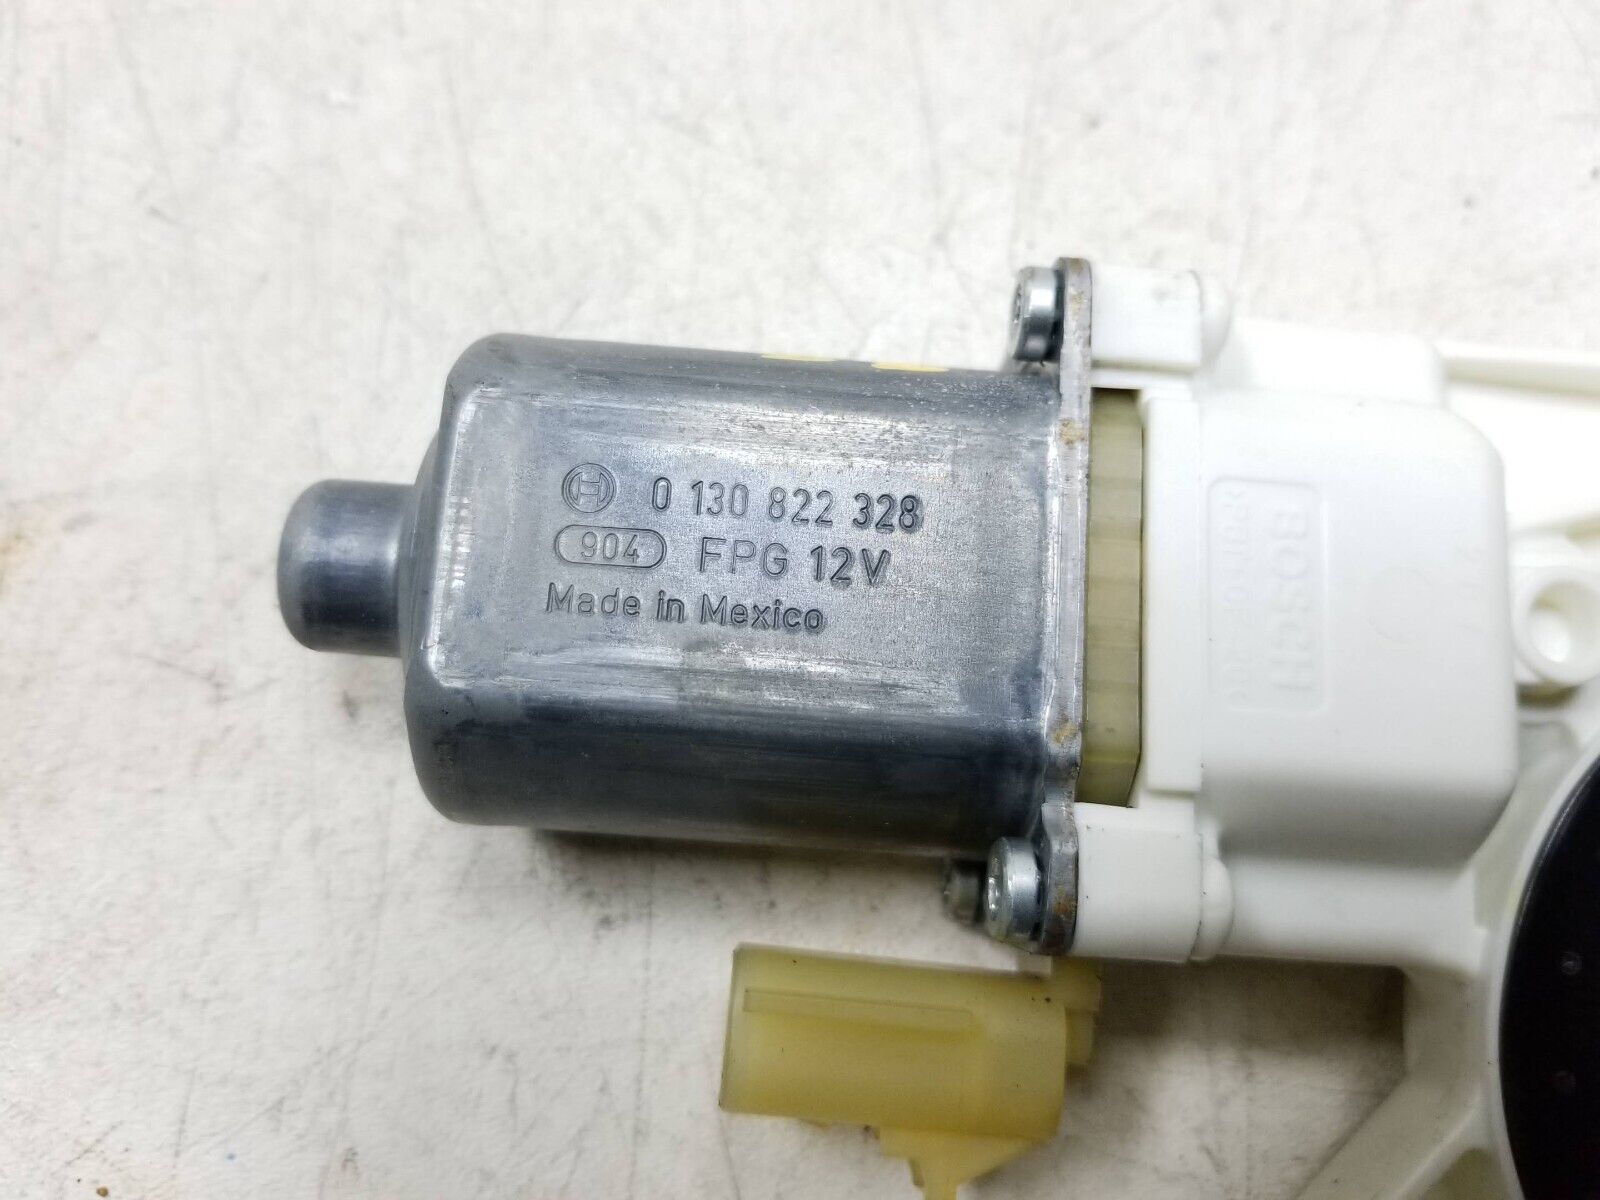 0 130 822 328
904 FPG 12V
Made in Mexico
BOSCH